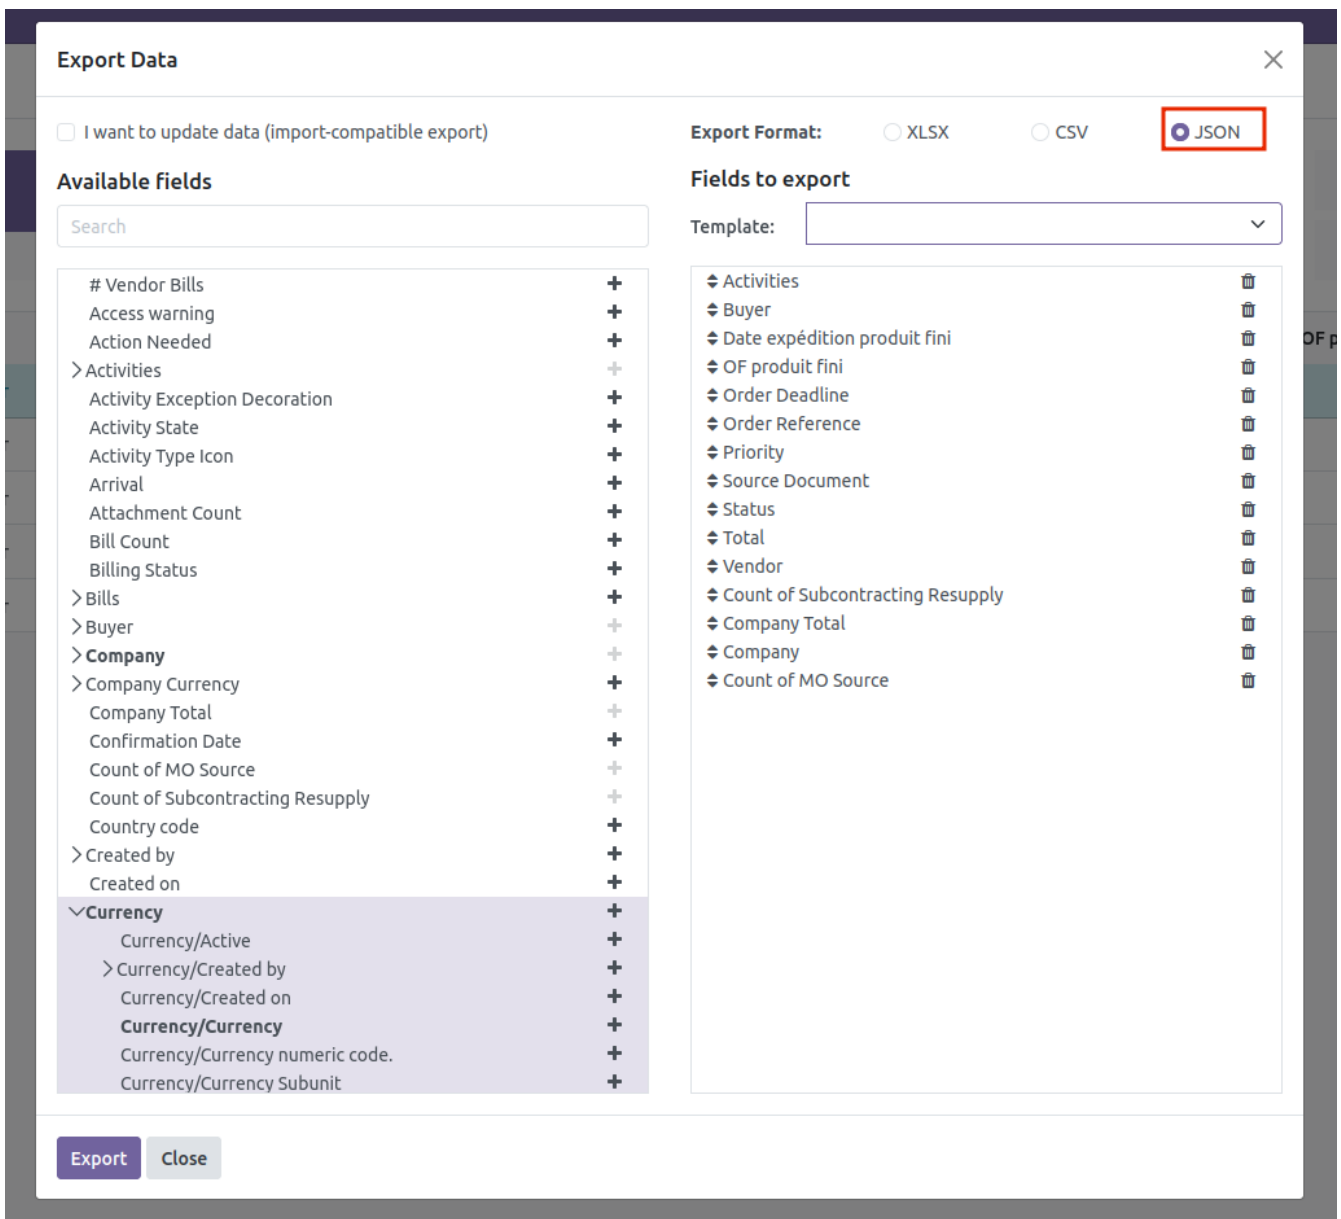 Export Data
I want to update data (import-compatible export)
Export Format:
XLSX
CSV
JSON
Available fields
Search
# Vendor Bills
Access warning
Action Needed
Activities
Activity Exception Decoration
Activity State
Activity Type Icon
Arrival
Attachment Count
Bill Count
Billing Status
Bills
Buyer
Company
Company Currency
Company Total
Confirmation Date
Count of MO Source
Count of Subcontracting Resupply
Country code
Created by
Created on
Currency
Currency/Active
Currency/Created by
Currency/Created on
Currency/Currency
Currency/Currency numeric code.
Currency/Currency Subunit
Fields to export
Template:
Activities
Buyer
Date expédition produit fini
OF produit fini
Order Deadline
Order Reference
Priority
Source Document
Status
Total
Vendor
Count of Subcontracting Resupply
Company Total
Company
Count of MO Source
OF p
Export
Close